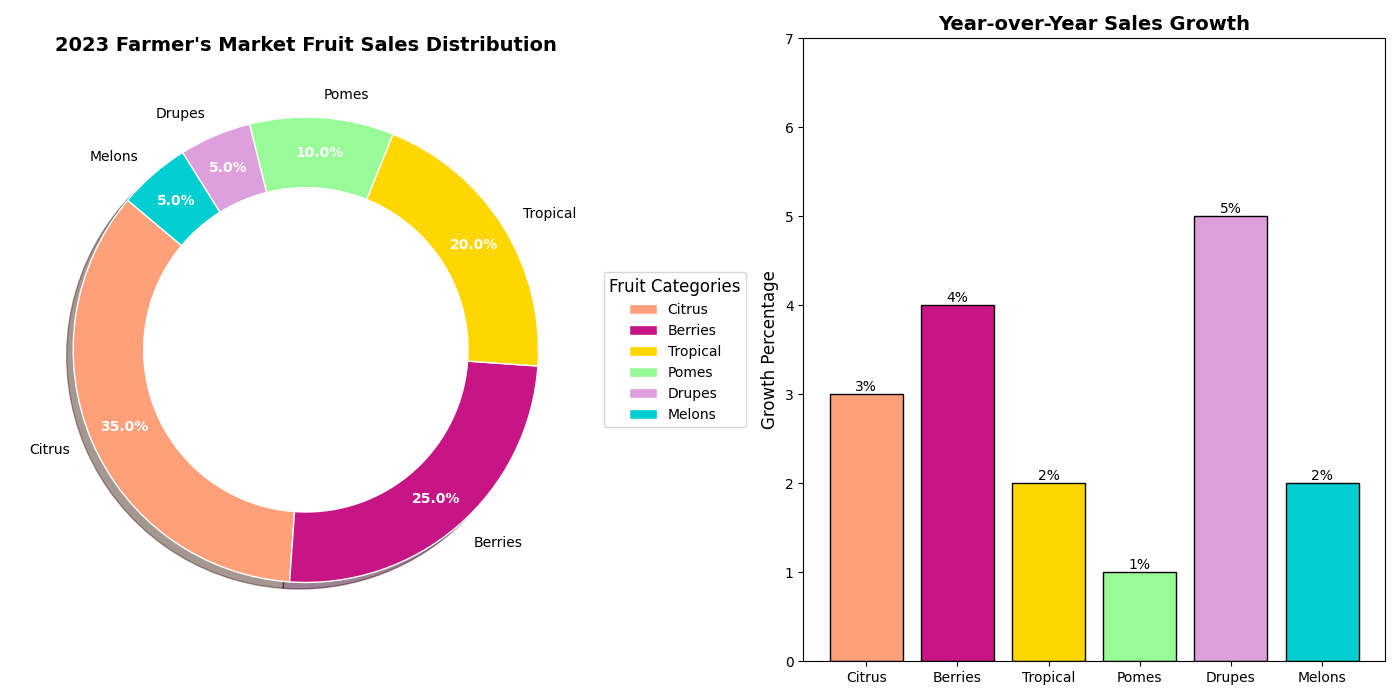 2023 Farmer's Market Fruit Sales Distribution
Pomes
Drupes
Melons
Tropical
Citrus
Berries
10.0%
5.0%
5.0%
20.0%
35.0%
25.0%
Fruit Categories
Citrus
Berries
Tropical
Pomes
Drupes
Melons
Year-over-Year Sales Growth
Growth Percentage
7
6
5
4
3
2
1
0
3%
4%
2%
1%
5%
2%
Citrus
Berries
Tropical
Pomes
Drupes
Melons